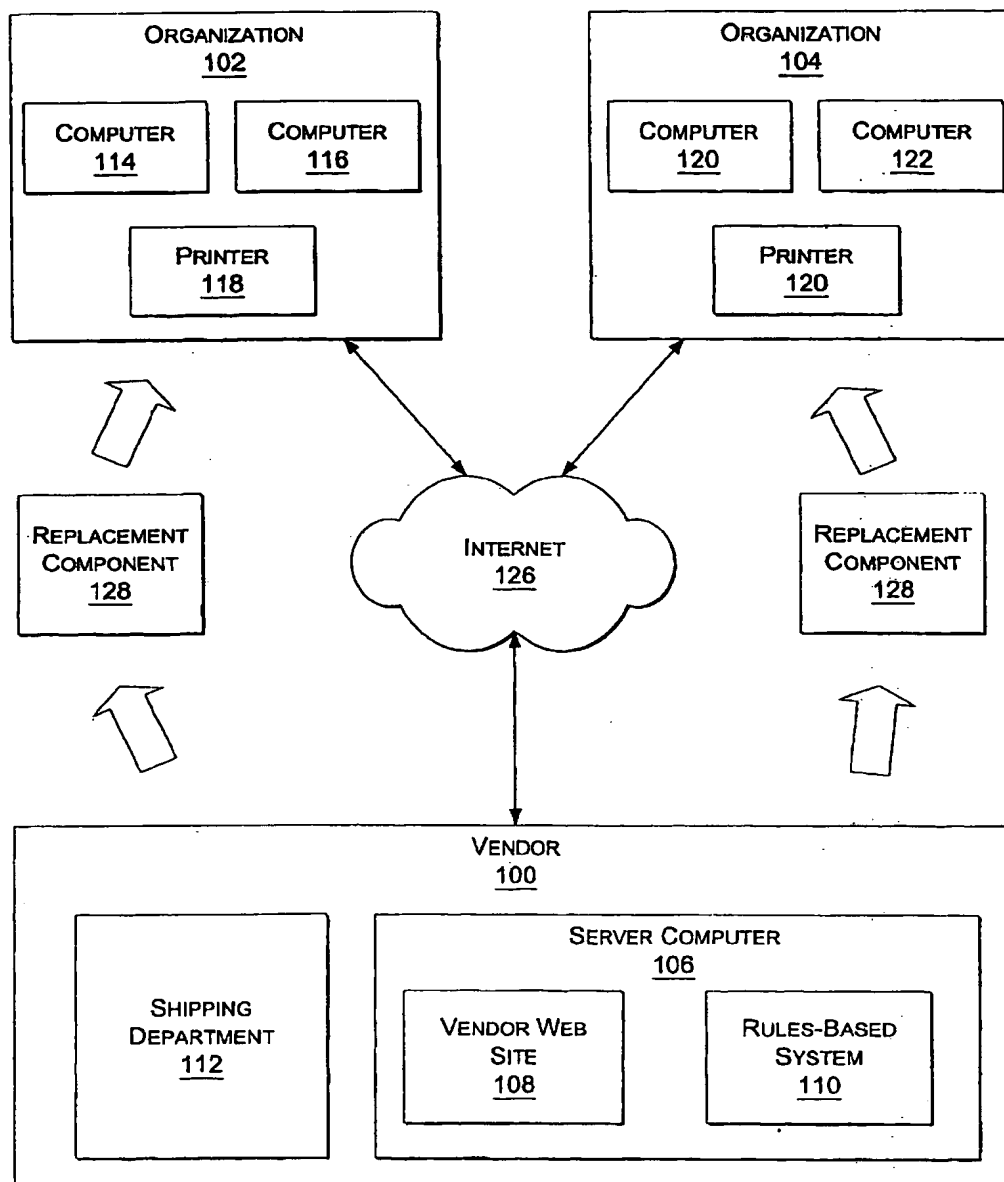 ORGANIZATION
102
COMPUTER
114
COMPUTER
116
PRINTER
118
ORGANIZATION
104
COMPUTER
120
COMPUTER
122
PRINTER
120
REPLACEMENT
COMPONENT
128
INTERNET
126
REPLACEMENT
COMPONENT
128
VENDOR
100
SHIPPING
DEPARTMENT
112
SERVER COMPUTER
106
VENDOR WEB
SITE
108
RULES-BASED
SYSTEM
110